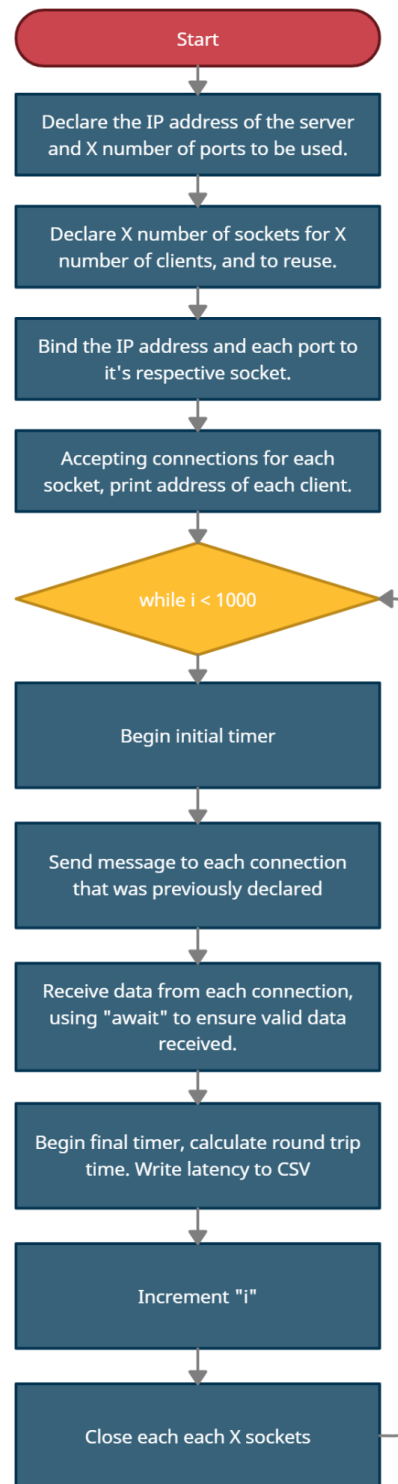 Start
Declare the IP address of the server
and X number of ports to be used.
Declare X number of sockets for X
number of clients, and to reuse.
Bind the IP address and each port to
it's respective socket.
Accepting connections for each
socket, print address of each client.
while i < 1000
Begin initial timer
Send message to each connection
that was previously declared
Receive data from each connection,
using "await" to ensure valid data
received.
Begin final timer, calculate round trip
time. Write latency to CSV
Increment "i"
Close each each X sockets